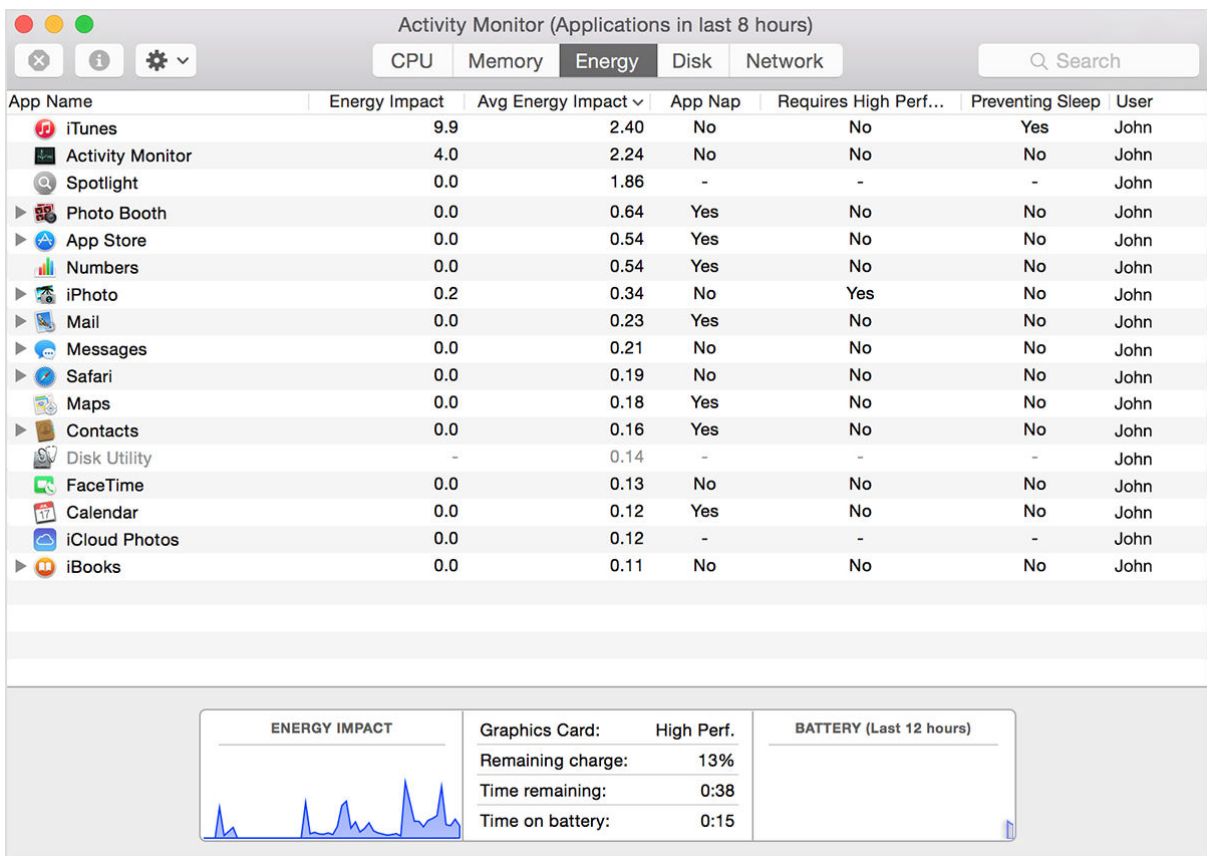 Activity Monitor (Applications in last 8 hours)
CPU Memory Energy Disk Network Search
App Name Energy Impact Avg Energy Impact App Nap Requires High Perf... Preventing Sleep User
iTunes 9.9 2.40 No No Yes John
Activity Monitor 4.0 2.24 No No No John
Spotlight 0.0 1.86 - - - John
Photo Booth 0.0 0.64 Yes No No John
App Store 0.0 0.54 Yes No No John
Numbers 0.0 0.54 Yes No No John
iPhoto 0.2 0.34 No Yes No John
Mail 0.0 0.23 Yes No No John
Messages 0.0 0.21 No No No John
Safari 0.0 0.19 No No No John
Maps 0.0 0.18 Yes No No John
Contacts 0.0 0.16 Yes No No John
Disk Utility - 0.14 - - - John
FaceTime 0.0 0.13 No No No John
17 Calendar 0.0 0.12 Yes No No John
iCloud Photos 0.0 0.12 - - - John
iBooks 0.0 0.11 No No No John
ENERGY IMPACT
Graphics Card: High Perf.
Remaining charge: 13%
Time remaining: 0:38
Time on battery: 0:15
BATTERY (Last 12 hours)